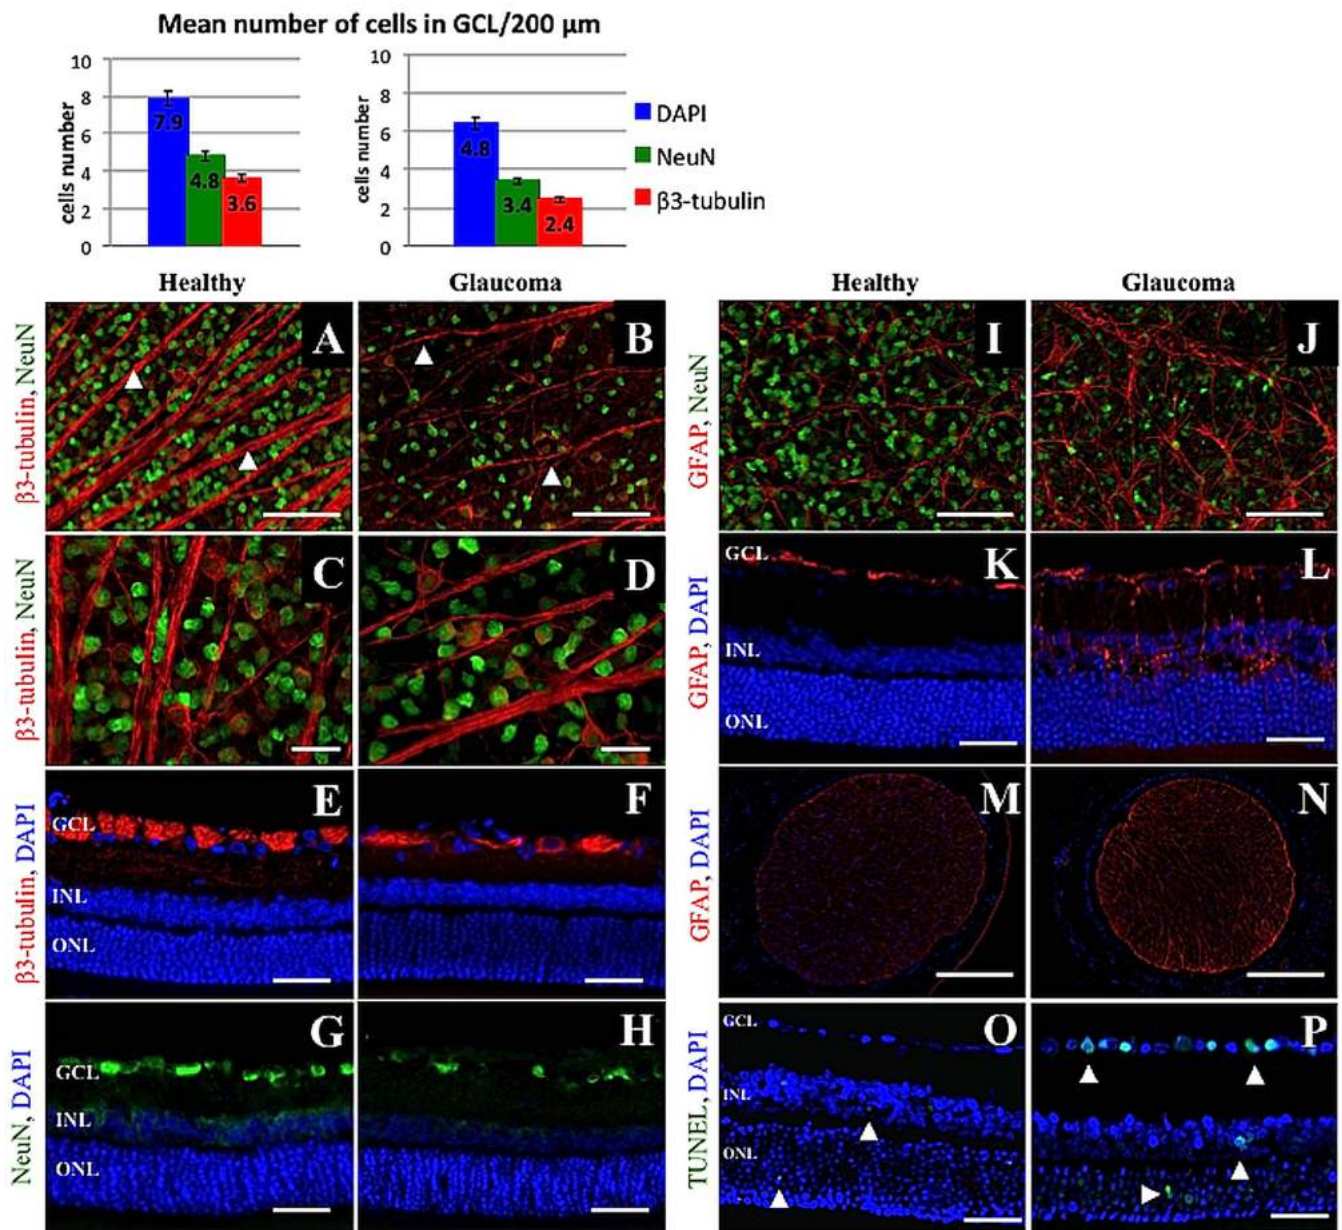 Mean number of cells in GCL/200 µm
10
8
6
4
2
0
cells number
7.9
4.8
3.6
10
8
6
4
2
0
cells number
4.8
3.4
2.4
DAPI
NeuN
β3-tubulin
Healthy
Glaucoma
Healthy
Glaucoma
β3-tubulin, NeuN
A
B
GFAP, NeuN
I
J
β3-tubulin, NeuN
C
D
GFAP, DAPI
GCL
INL
ONL
K
L
β3-tubulin, DAPI
GCL
INL
ONL
E
F
GFAP, DAPI
M
N
NeuN, DAPI
GCL
INL
ONL
G
H
TUNEL, DAPI
GCL
INL
ONL
O
P